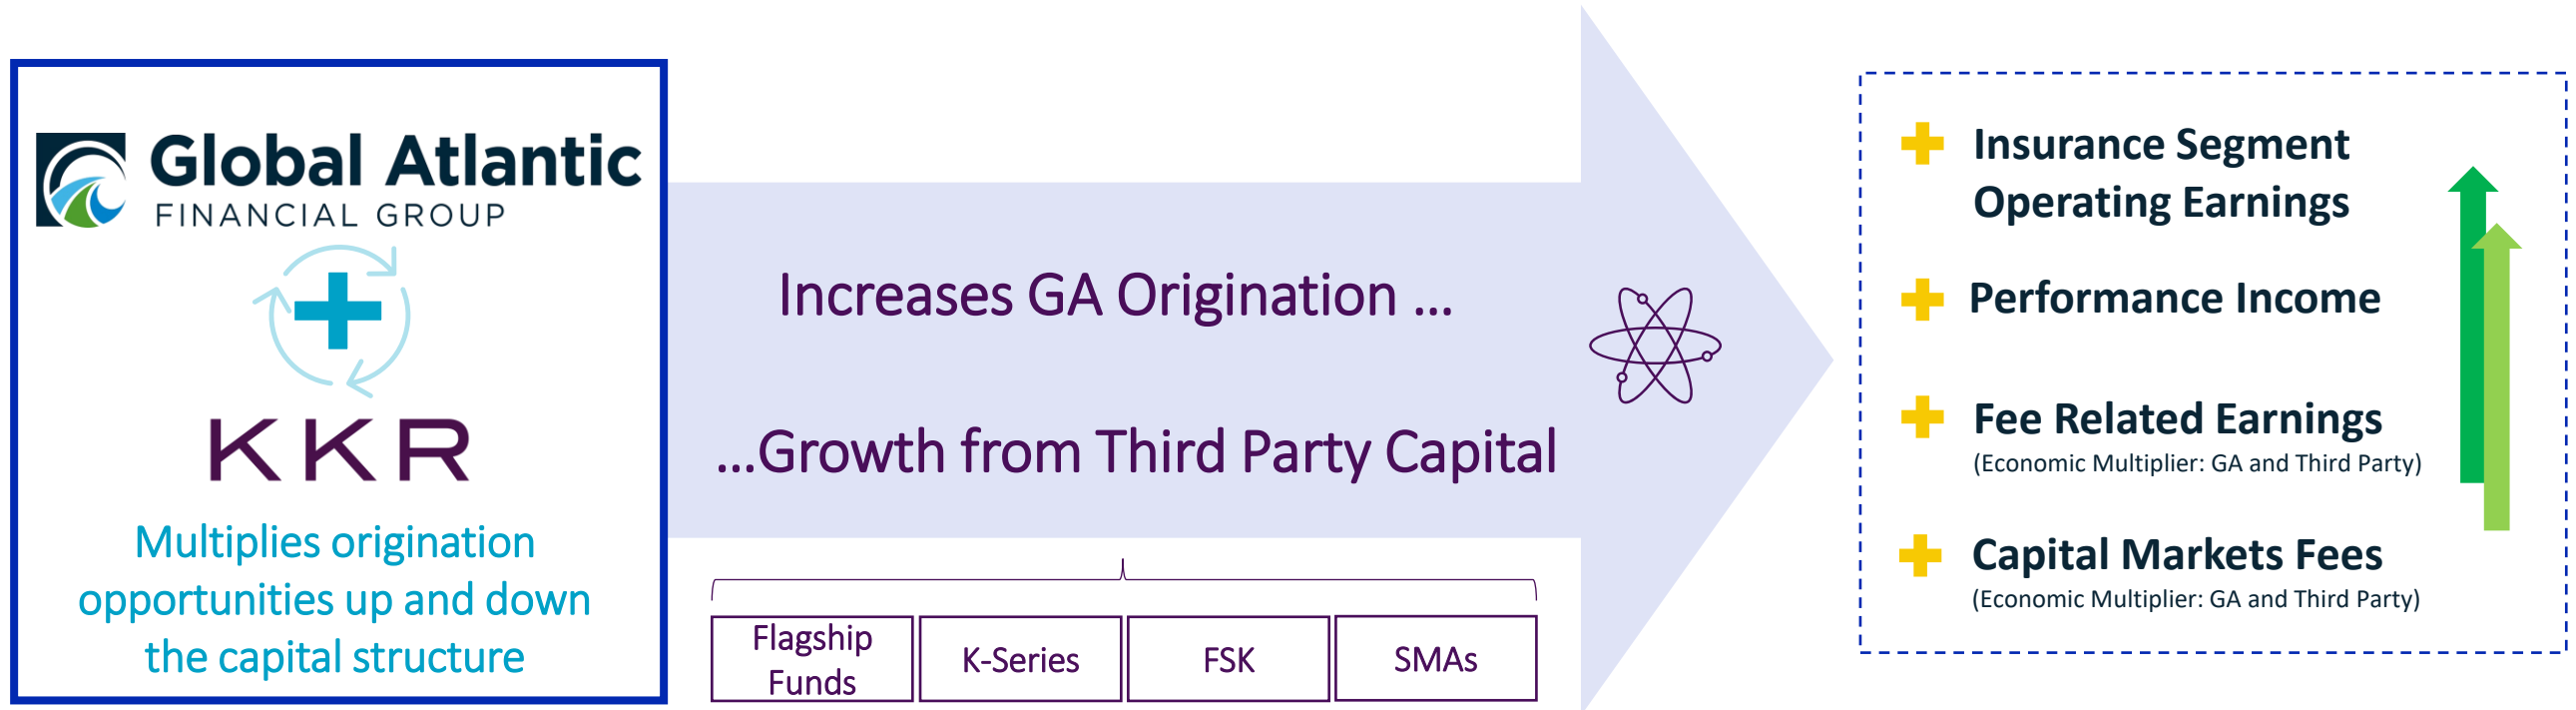 Global Atlantic
FINANCIAL GROUP
KKR
Multiplies origination
opportunities up and down
the capital structure
Increases GA Origination ...
...Growth from Third Party Capital
Flagship
Funds
K-Series
FSK
SMAs
Insurance Segment
Operating Earnings
Performance Income
Fee Related Earnings
(Economic Multiplier: GA and Third Party)
Capital Markets Fees
(Economic Multiplier: GA and Third Party)